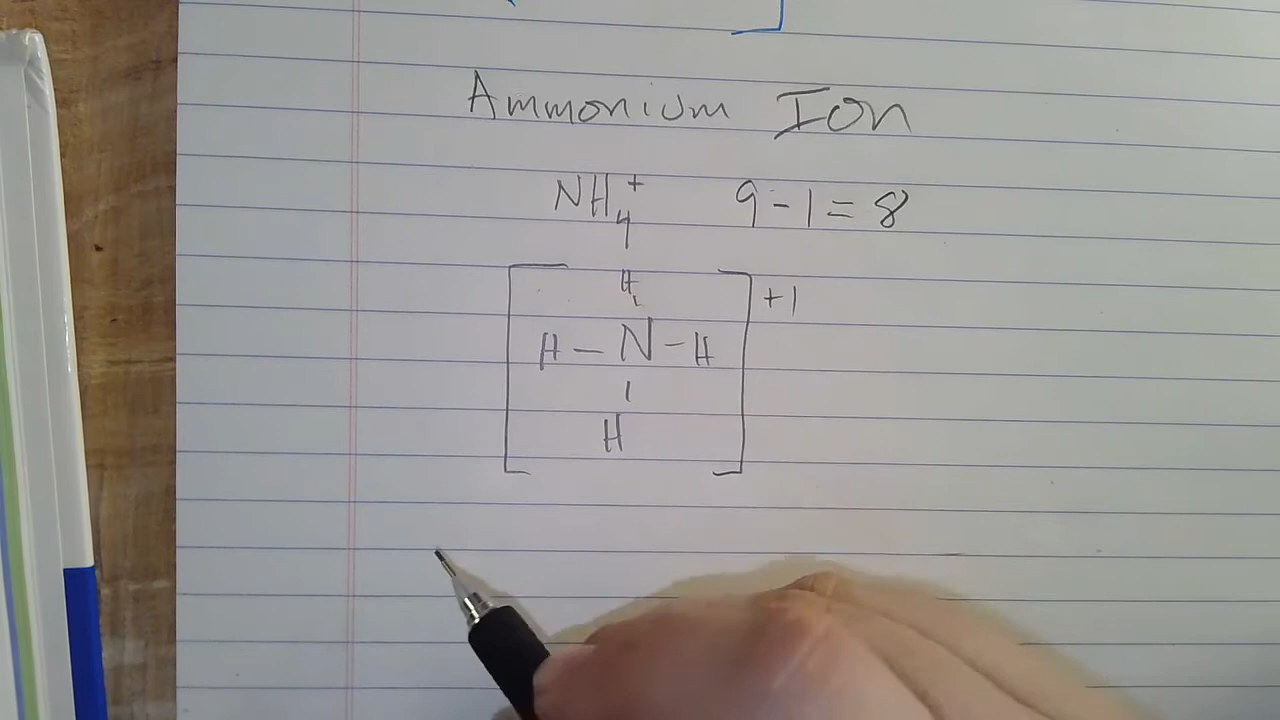 Ammonium Ion
NH₄⁺ 9-1=8
H +1
H-N-H
H